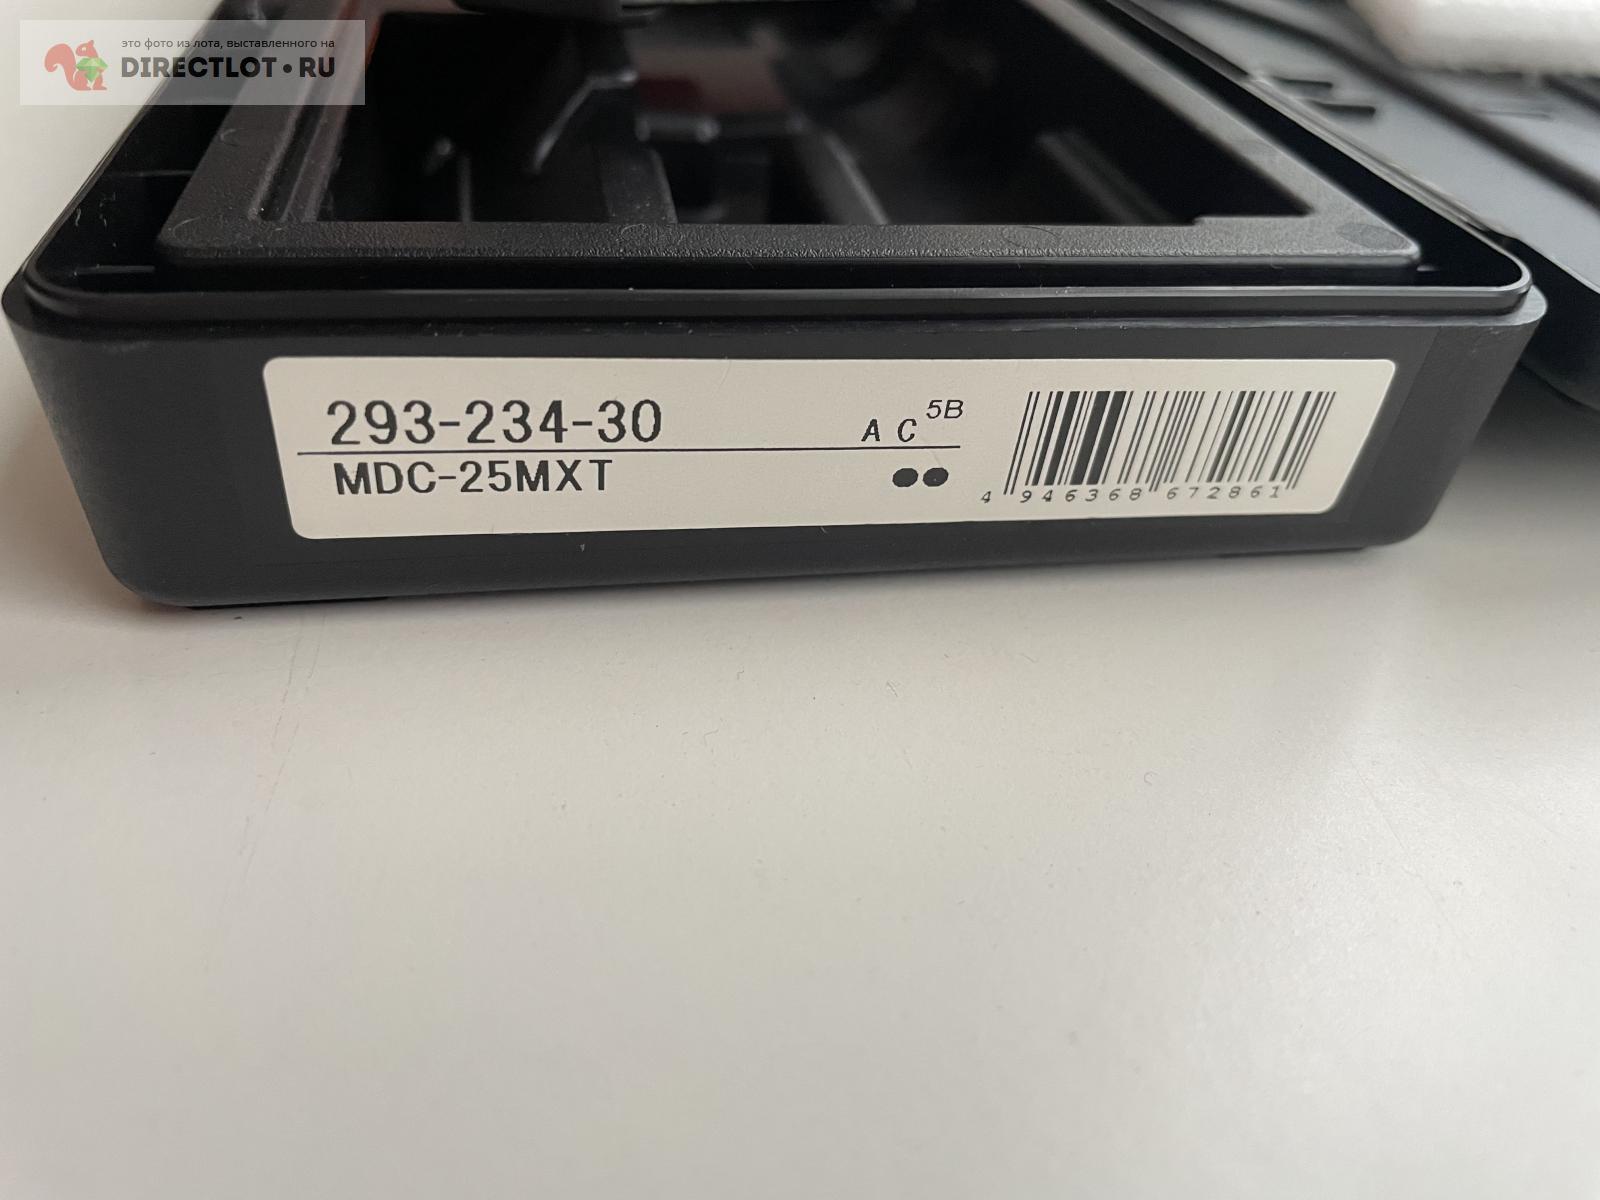 это фото из лота, выставленного на
DIRECTLOT•RU
293-234-30
A C 5B
MDC-25MXT
●●
4 946368 672861